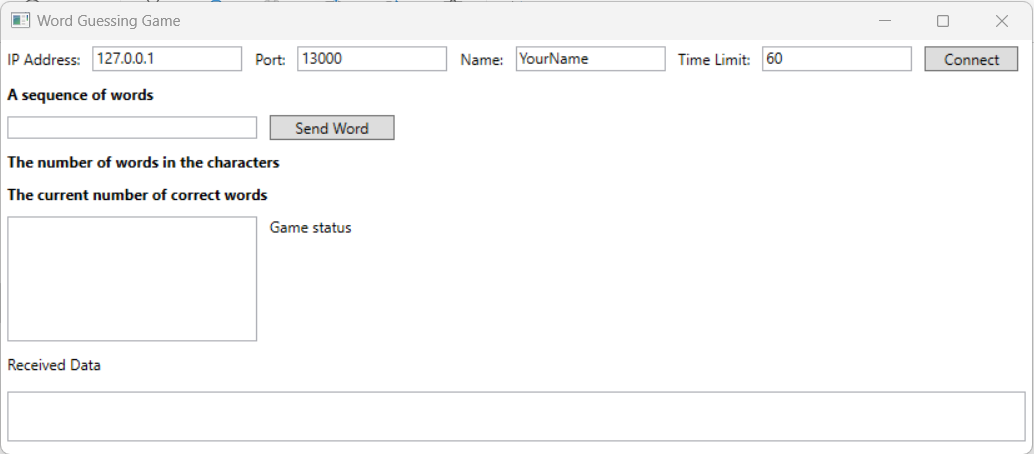 Word Guessing Game
IP Address: 127.0.0.1 Port: 13000 Name: YourName Time Limit: 60 Connect
A sequence of words
Send Word
The number of words in the characters
The current number of correct words
Game status
Received Data